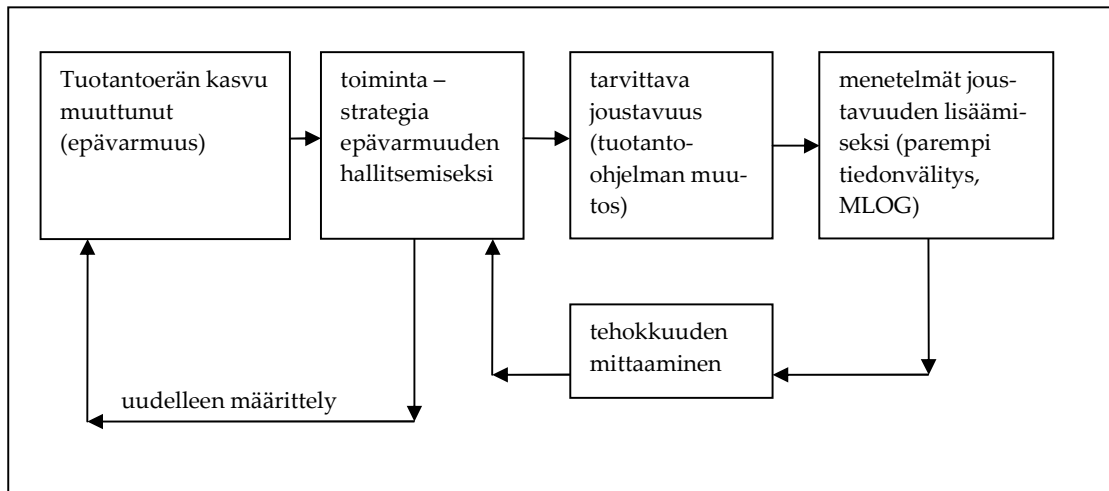 Tuotantoerän kasvu
muuttunut
(epävarmuus)
toiminta –
strategia
epävarmuuden
hallitsemiseksi
tarvittava
joustavuus
(tuotanto-
ohjelman muu-
tos)
menetelmät jous-
tavuuden lisäämi-
seksi (parempi
tiedonvälitys,
MLOG)
tehokkuuden
mittaaminen
uudelleen määrittely